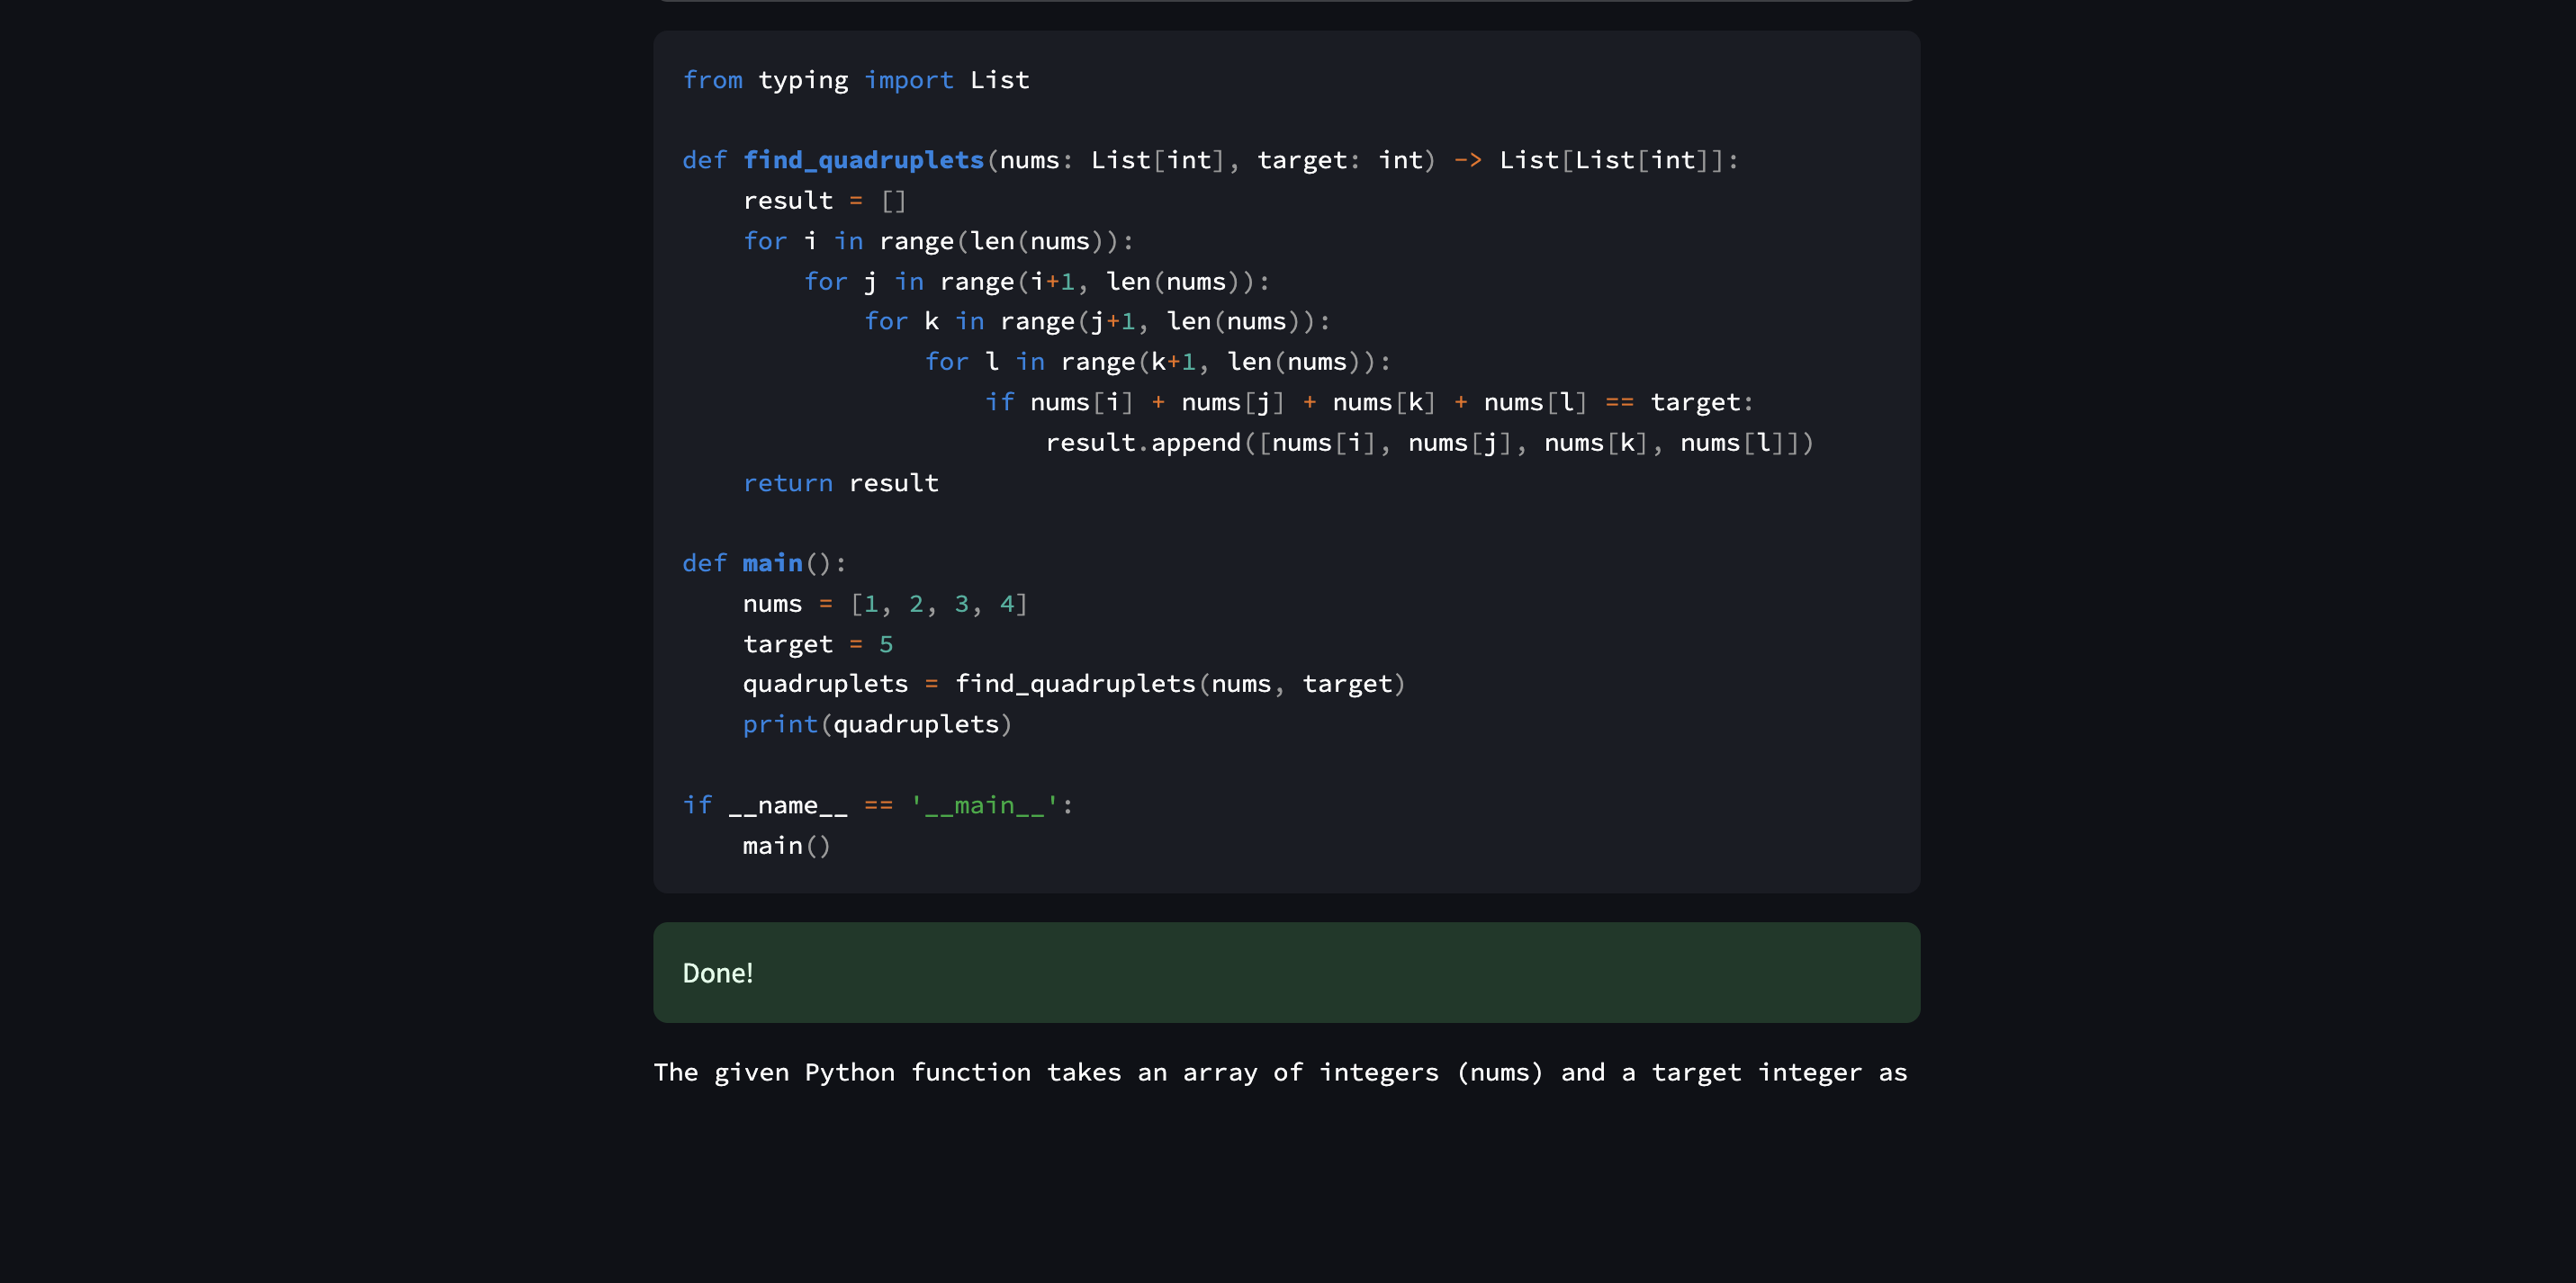 from typing import List

def find_quadruplets(nums: List[int], target: int) -> List[List[int]]:
    result = []
    for i in range(len(nums)):
        for j in range(i+1, len(nums)):
            for k in range(j+1, len(nums)):
                for l in range(k+1, len(nums)):
                    if nums[i] + nums[j] + nums[k] + nums[l] == target:
                        result.append([nums[i], nums[j], nums[k], nums[l]])
    return result

def main():
    nums = [1, 2, 3, 4]
    target = 5
    quadruplets = find_quadruplets(nums, target)
    print(quadruplets)

if __name__ == '__main__':
    main()
Done!
The given Python function takes an array of integers (nums) and a target integer as